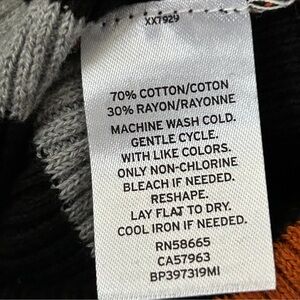 XX7929
70% COTTON/COTON
30% RAYON/RAYONNE
MACHINE WASH COLD.
GENTLE CYCLE.
WITH LIKE COLORS.
ONLY NON-CHLORINE
BLEACH IF NEEDED.
RESHAPE.
LAY FLAT TO DRY.
COOL IRON IF NEEDED.
RN58665
CA57963
BP397319MI